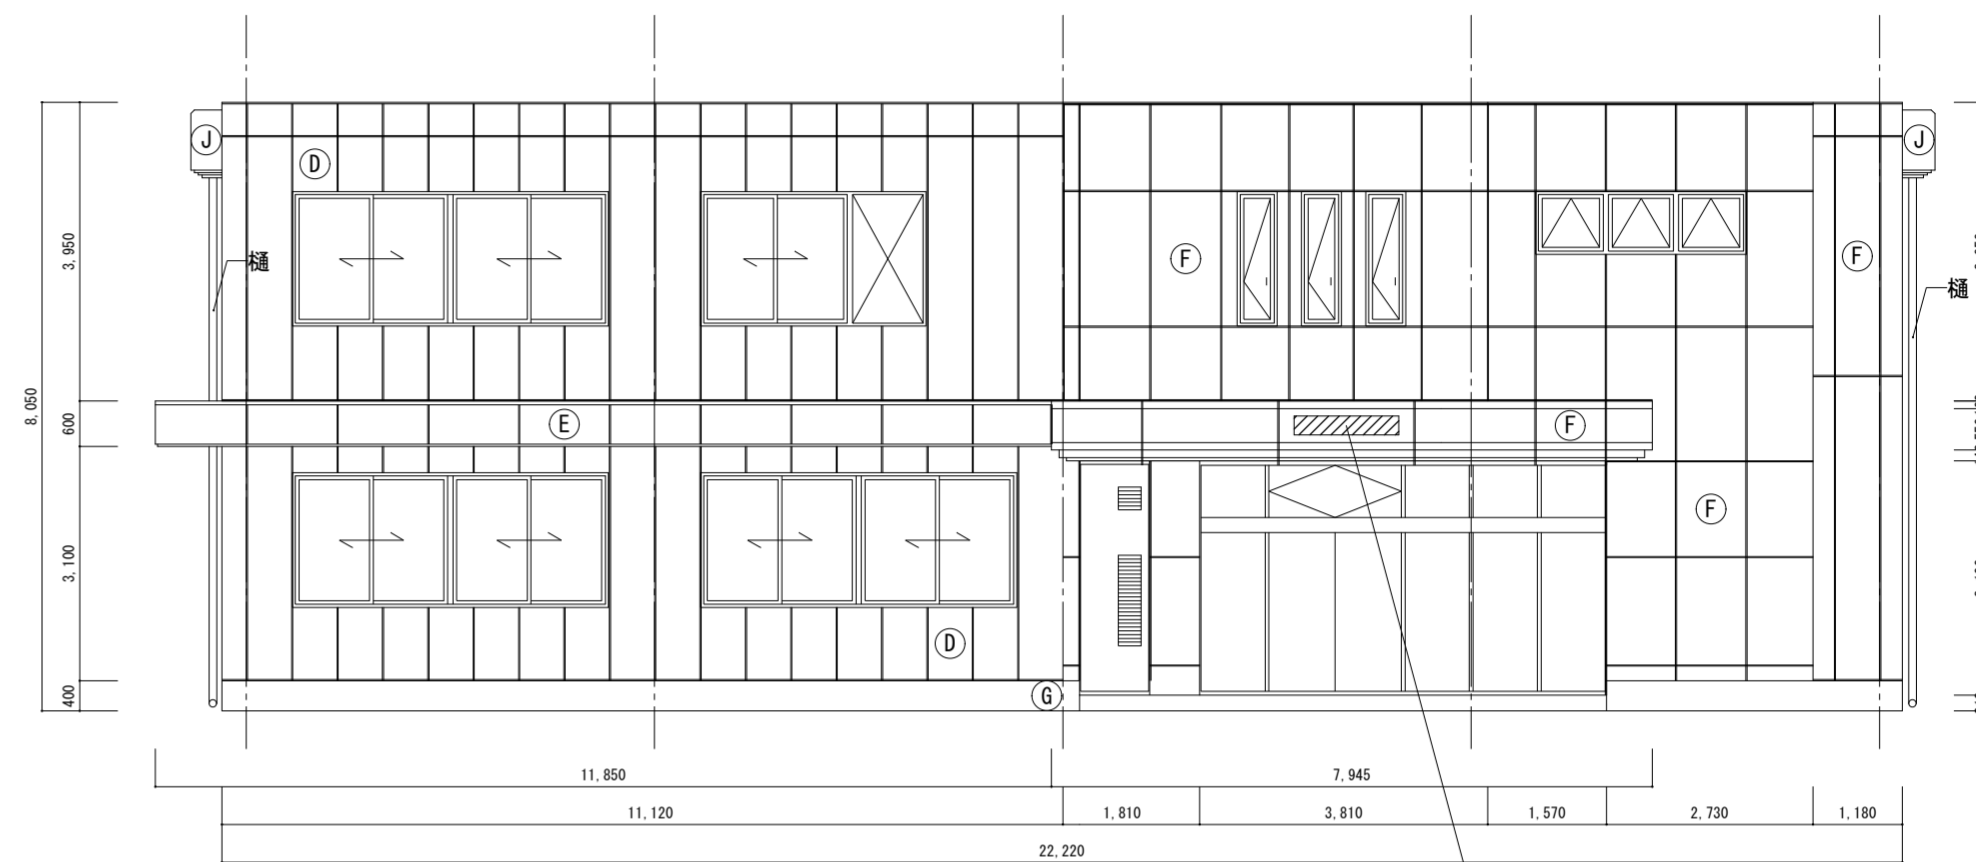 J
D
F
F
J
3,950
樋
樋
8,050
600
E
F
F
3,100
D
400
G
11,850
7,945
11,120
1,810
3,810
1,570
2,730
1,180
22,220